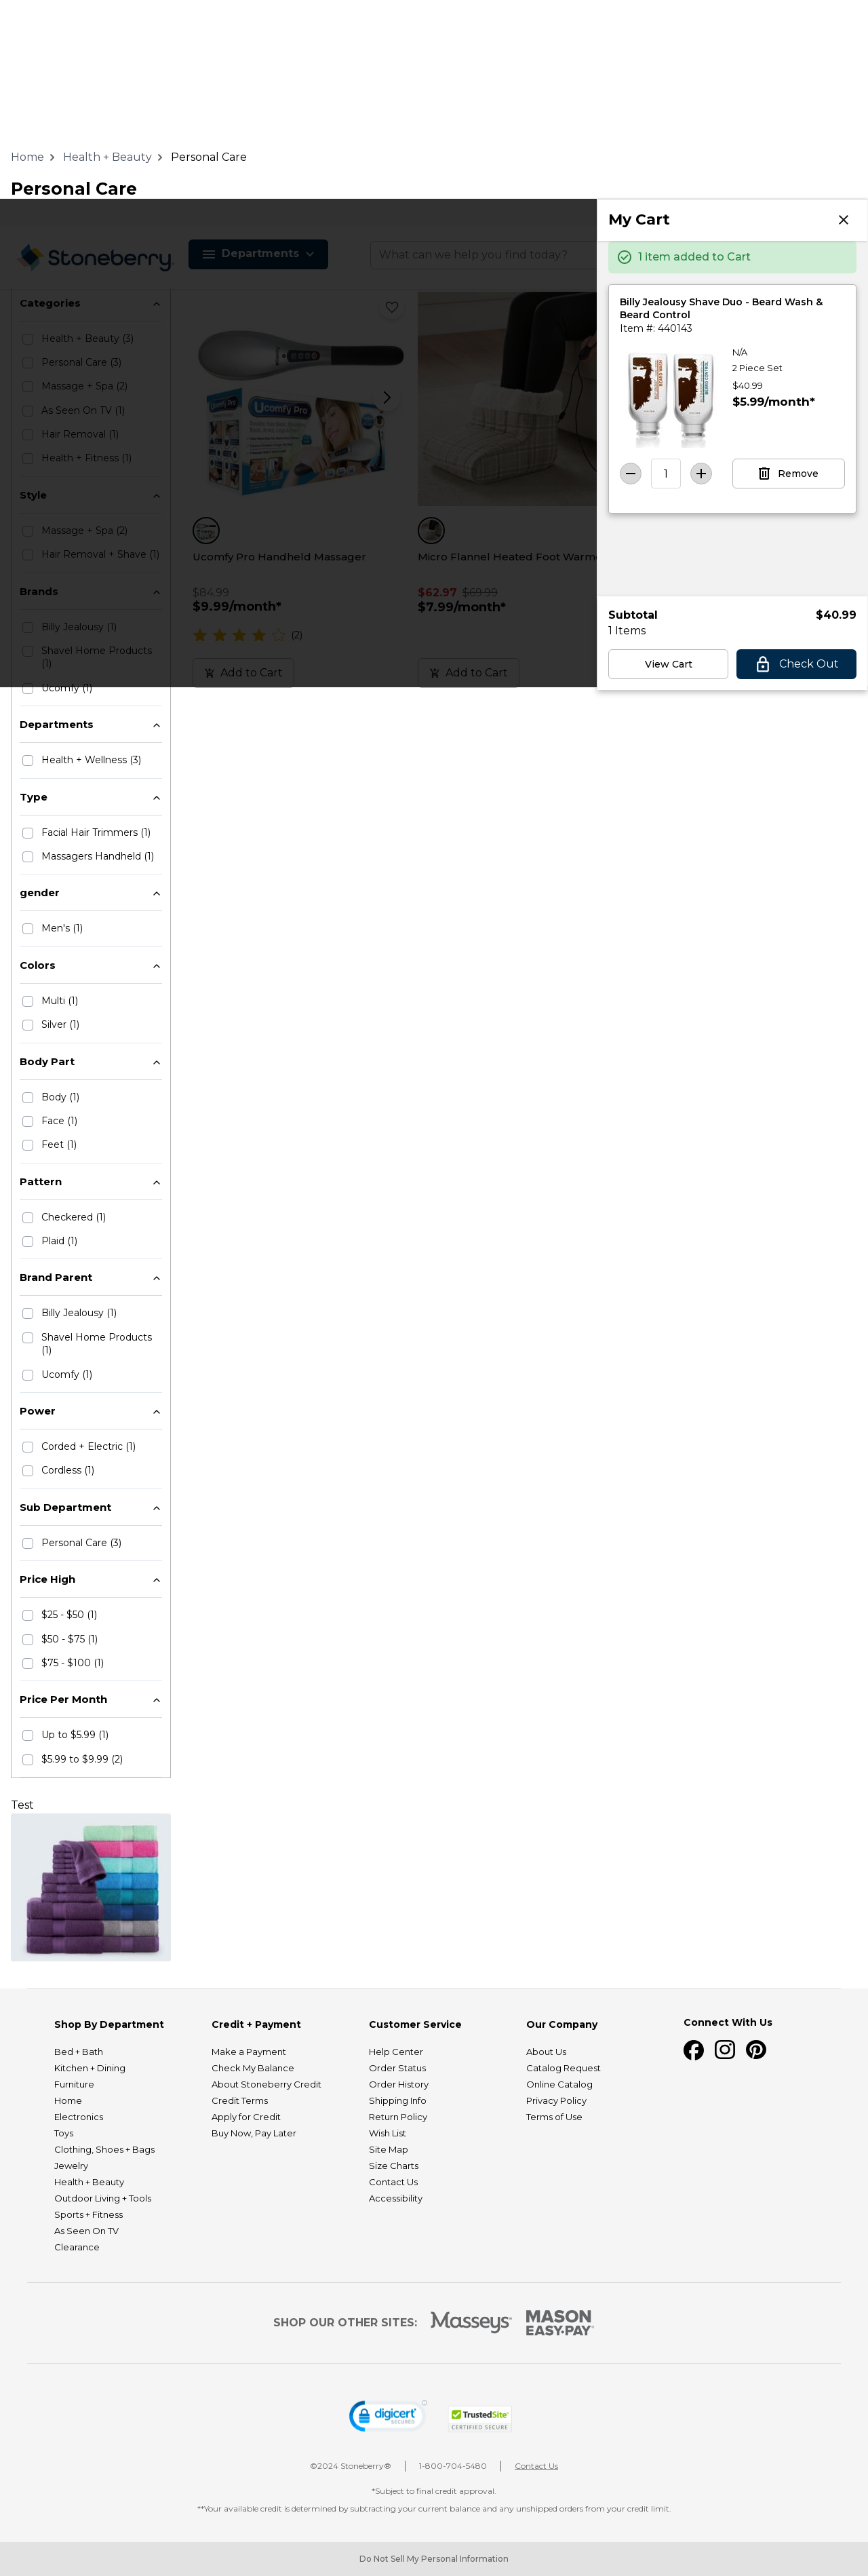 Home > Health + Beauty > Personal Care
Personal Care
Stoneberry
Departments
What can we help you find today?
My Cart
1 item added to Cart
Billy Jealousy Shave Duo - Beard Wash &
Beard Control
Item #: 440143
N/A
2 Piece Set
$40.99
$5.99/month*
1
Remove
Subtotal $40.99
1 Items
View Cart
Check Out
Categories
Health + Beauty (3)
Personal Care (3)
Massage + Spa (2)
As Seen On TV (1)
Hair Removal (1)
Health + Fitness (1)
Style
Massage + Spa (2)
Hair Removal + Shave (1)
Brands
Billy Jealousy (1)
Shavel Home Products
(1)
Ucomfy (1)
Ucomfy Pro
Ucomfy Pro Handheld Massager
$84.99
$9.99/month*
(2)
Add to Cart
Micro Flannel Heated Foot Warm
$62.97 $69.99
$7.99/month*
Add to Cart
Departments
Health + Wellness (3)
Type
Facial Hair Trimmers (1)
Massagers Handheld (1)
gender
Men's (1)
Colors
Multi (1)
Silver (1)
Body Part
Body (1)
Face (1)
Feet (1)
Pattern
Checkered (1)
Plaid (1)
Brand Parent
Billy Jealousy (1)
Shavel Home Products
(1)
Ucomfy (1)
Power
Corded + Electric (1)
Cordless (1)
Sub Department
Personal Care (3)
Price High
$25 - $50 (1)
$50 - $75 (1)
$75 - $100 (1)
Price Per Month
Up to $5.99 (1)
$5.99 to $9.99 (2)
Test
Shop By Department
Bed + Bath
Kitchen + Dining
Furniture
Home
Electronics
Toys
Clothing, Shoes + Bags
Jewelry
Health + Beauty
Outdoor Living + Tools
Sports + Fitness
As Seen On TV
Clearance
Credit + Payment
Make a Payment
Check My Balance
About Stoneberry Credit
Credit Terms
Apply for Credit
Buy Now, Pay Later
Customer Service
Help Center
Order Status
Order History
Shipping Info
Return Policy
Wish List
Site Map
Size Charts
Contact Us
Accessibility
Our Company
About Us
Catalog Request
Online Catalog
Privacy Policy
Terms of Use
Connect With Us
SHOP OUR OTHER SITES:
Masseys
MASON
EASY•PAY
digicert
SECURED
TrustedSite
CERTIFIED SECURE
©2024 Stoneberry® | 1-800-704-5480 | Contact Us
*Subject to final credit approval.
**Your available credit is determined by subtracting your current balance and any unshipped orders from your credit limit.
Do Not Sell My Personal Information